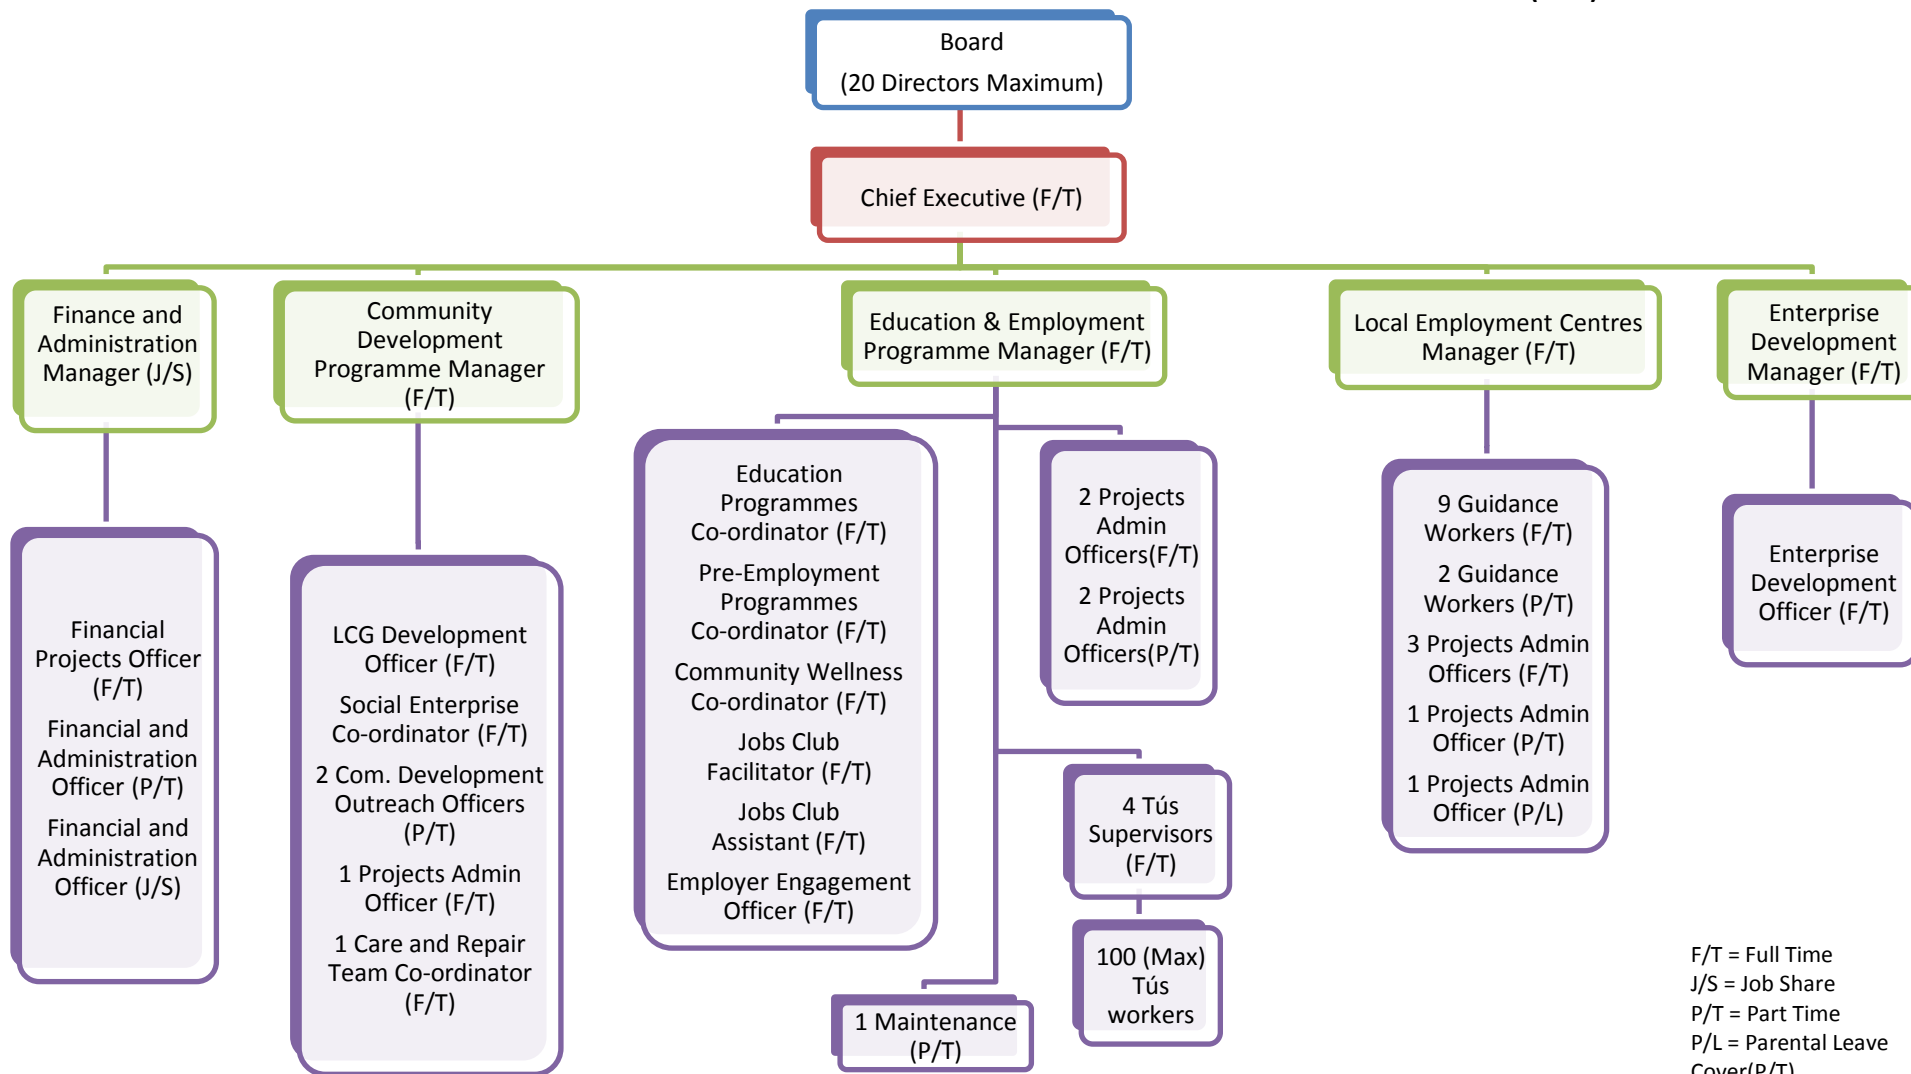 Board
(20 Directors Maximum)
Chief Executive (F/T)
Finance and
Administration
Manager (J/S)
Community
Development
Programme Manager
(F/T)
Education & Employment
Programme Manager (F/T)
Local Employment Centres
Manager (F/T)
Enterprise
Development
Manager (F/T)
Financial
Projects Officer
(F/T)
Financial and
Administration
Officer (P/T)
Financial and
Administration
Officer (J/S)
LCG Development
Officer (F/T)
Social Enterprise
Co-ordinator (F/T)
2 Com. Development
Outreach Officers
(P/T)
1 Projects Admin
Officer (F/T)
1 Care and Repair
Team Co-ordinator
(F/T)
Education
Programmes
Co-ordinator (F/T)
Pre-Employment
Programmes
Co-ordinator (F/T)
Community Wellness
Co-ordinator (F/T)
Jobs Club
Facilitator (F/T)
Jobs Club
Assistant (F/T)
Employer Engagement
Officer (F/T)
2 Projects
Admin
Officers(F/T)
2 Projects
Admin
Officers(P/T)
4 Tús
Supervisors
(F/T)
100 (Max)
Tús
workers
1 Maintenance
(P/T)
9 Guidance
Workers (F/T)
2 Guidance
Workers (P/T)
3 Projects Admin
Officers (F/T)
1 Projects Admin
Officer (P/T)
1 Projects Admin
Officer (P/L)
Enterprise
Development
Officer (F/T)
F/T = Full Time
J/S = Job Share
P/T = Part Time
P/L = Parental Leave
Cover(P/T)